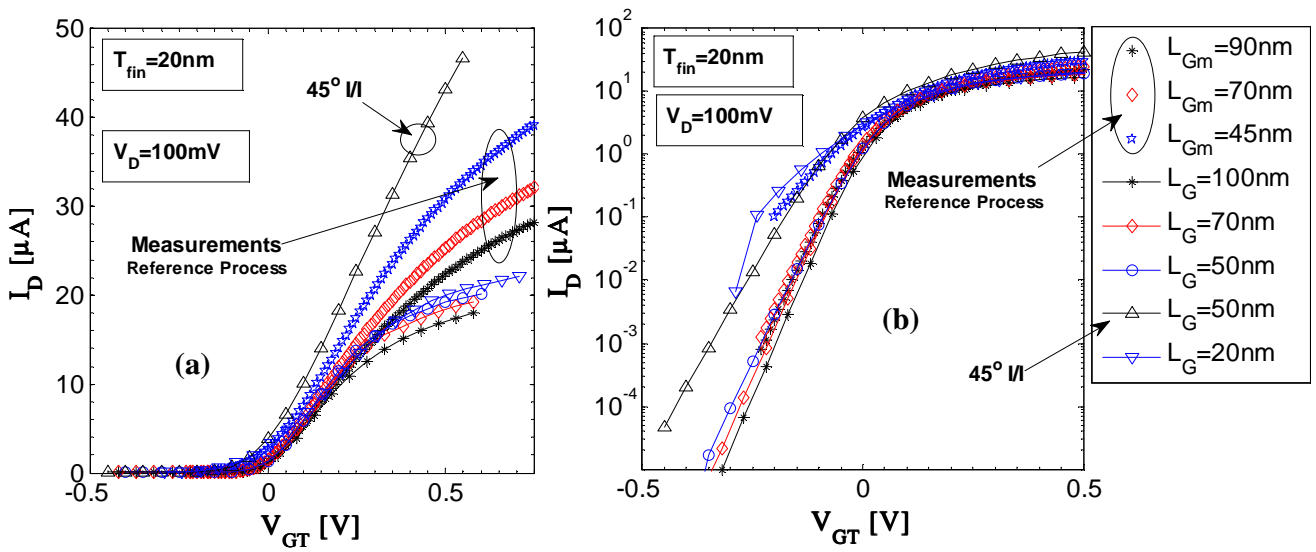 50
40
30
20
10
0
I_D [μA]
T_fin=20nm
V_D=100mV
45° I/I
Measurements
Reference Process
(a)
-0.5
0
0.5
V_GT [V]
10^2
10^1
10^0
10^-1
10^-2
10^-3
10^-4
I_D [μA]
T_fin=20nm
V_D=100mV
Measurements
Reference Process
(b)
45° I/I
-0.5
0
0.5
V_GT [V]
L_Gm=90nm
L_Gm=70nm
L_Gm=45nm
L_G=100nm
L_G=70nm
L_G=50nm
L_G=50nm
L_G=20nm